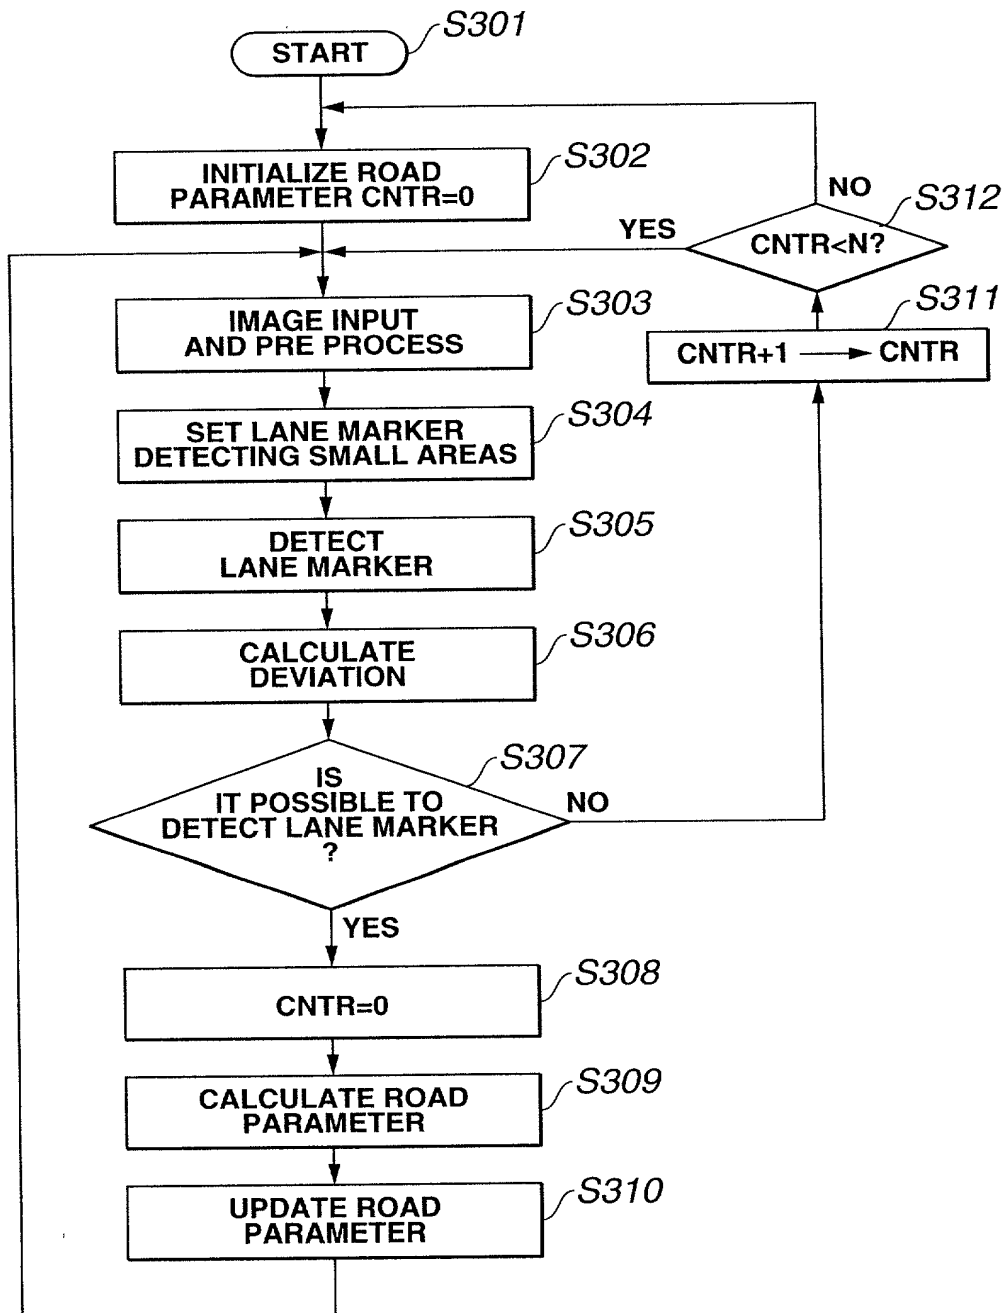 S301
START
S302
INITIALIZE ROAD
PARAMETER CNTR=0
NO
S312
YES
CNTR<N?
S303
IMAGE INPUT
AND PRE PROCESS
S311
CNTR+1 → CNTR
S304
SET LANE MARKER
DETECTING SMALL AREAS
S305
DETECT
LANE MARKER
S306
CALCULATE
DEVIATION
S307
IS
IT POSSIBLE TO
DETECT LANE MARKER
?
NO
YES
S308
CNTR=0
S309
CALCULATE ROAD
PARAMETER
S310
UPDATE ROAD
PARAMETER